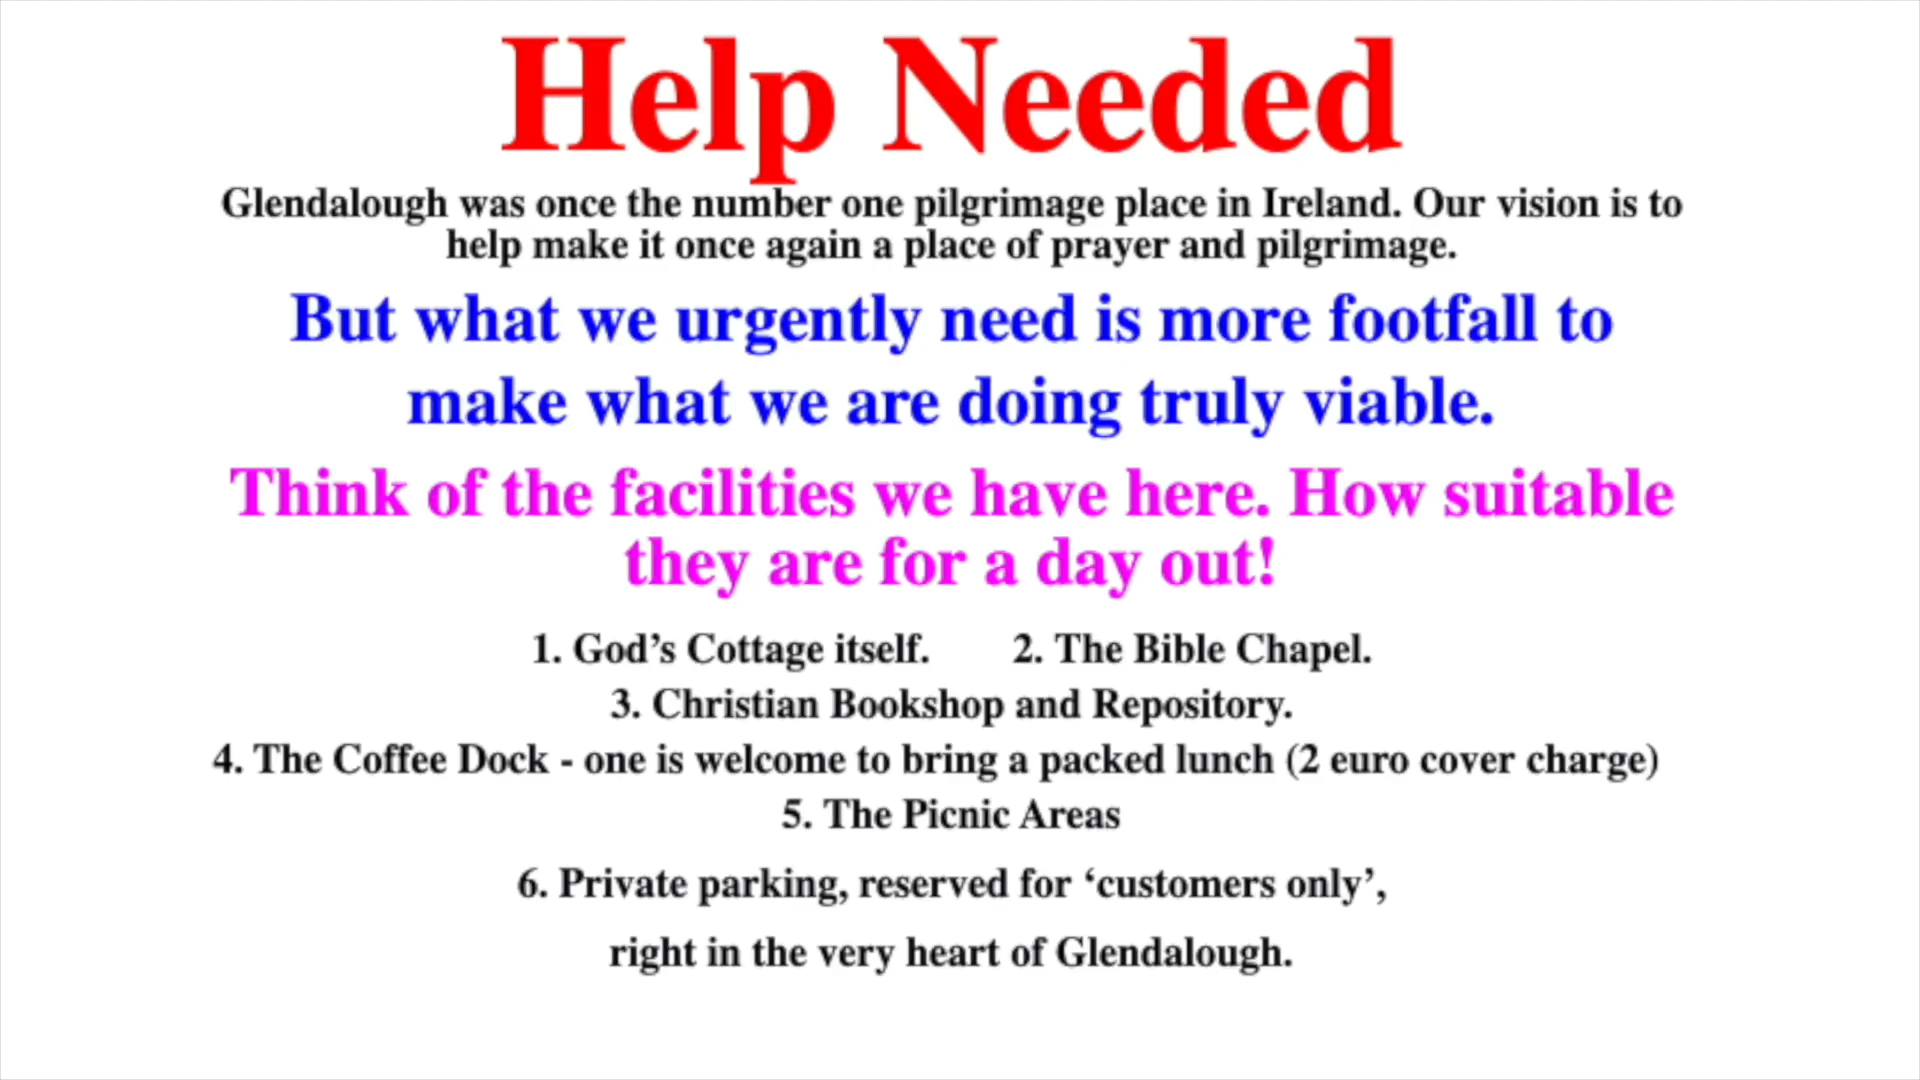 Help Needed
Glendalough was once the number one pilgrimage place in Ireland. Our vision is to
help make it once again a place of prayer and pilgrimage.
But what we urgently need is more footfall to
make what we are doing truly viable.
Think of the facilities we have here. How suitable
they are for a day out!
1. God’s Cottage itself. 2. The Bible Chapel.
3. Christian Bookshop and Repository.
4. The Coffee Dock - one is welcome to bring a packed lunch (2 euro cover charge)
5. The Picnic Areas
6. Private parking, reserved for ‘customers only’,
right in the very heart of Glendalough.